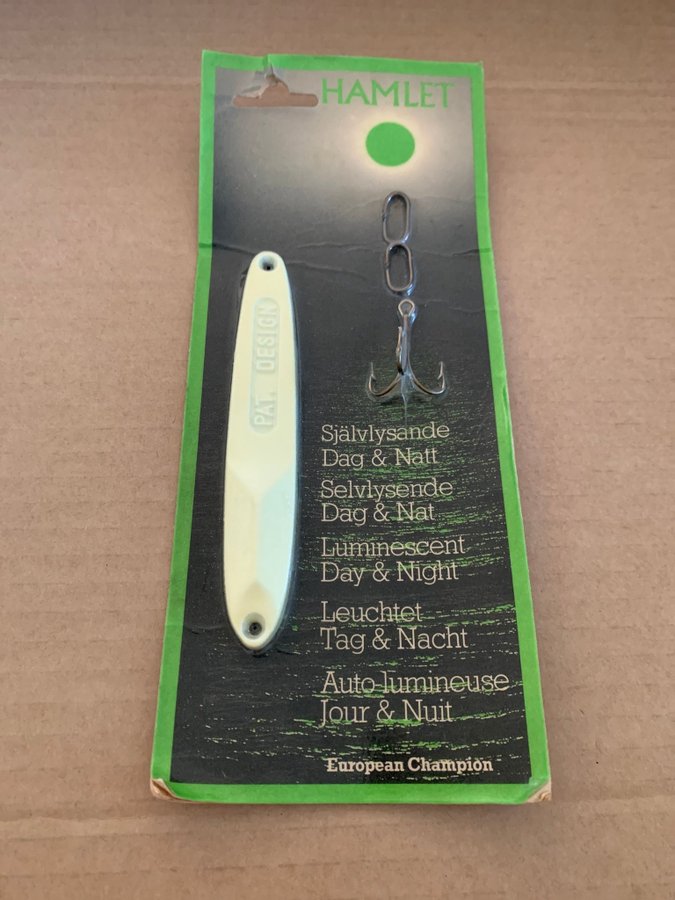 HAMLET
PAT. DESIGN
Självlysande
Dag & Natt
Selvlysende
Dag & Nat
Luminescent
Day & Night
Leuchtet
Tag & Nacht
Auto-lumineuse
Jour & Nuit
European Champion